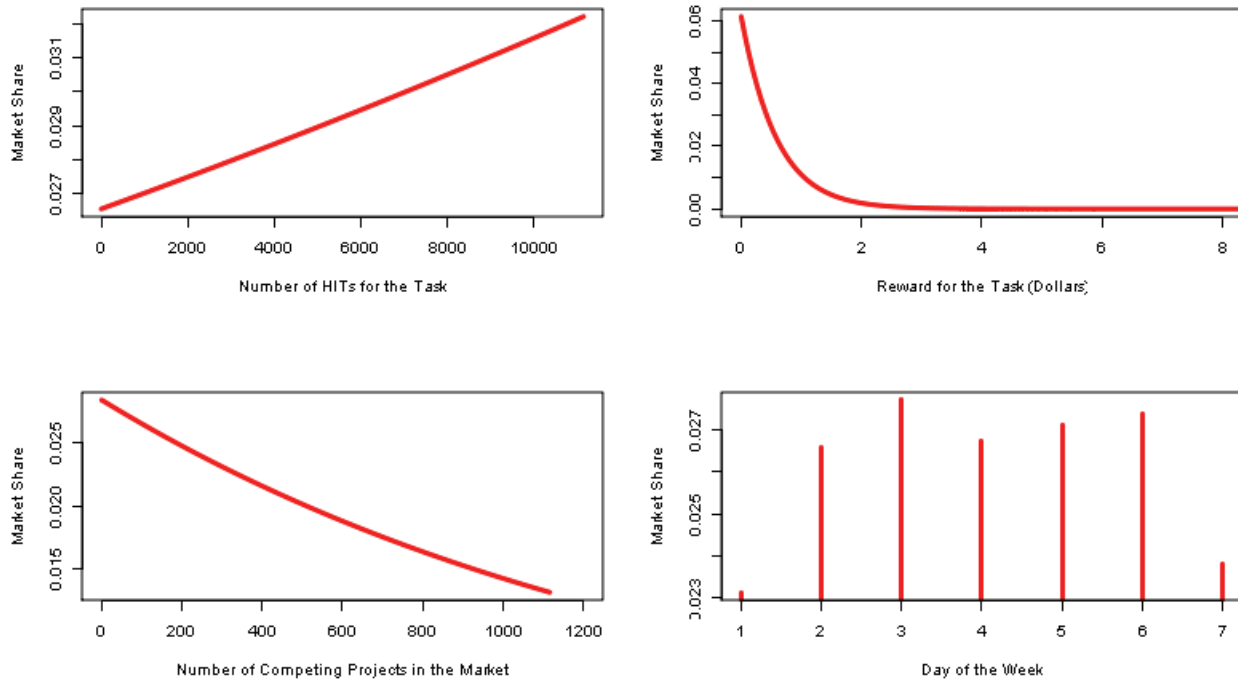 Market Share
0.027 0.029 0.031
0 2000 4000 6000 8000 10000
Number of HITs for the Task
Market Share
0.00 0.02 0.04 0.06
0 2 4 6 8
Reward for the Task (Dollars)
Market Share
0.015 0.020 0.025
0 200 400 600 800 1000 1200
Number of Competing Projects in the Market
Market Share
0.023 0.025 0.027
1 2 3 4 5 6 7
Day of the Week